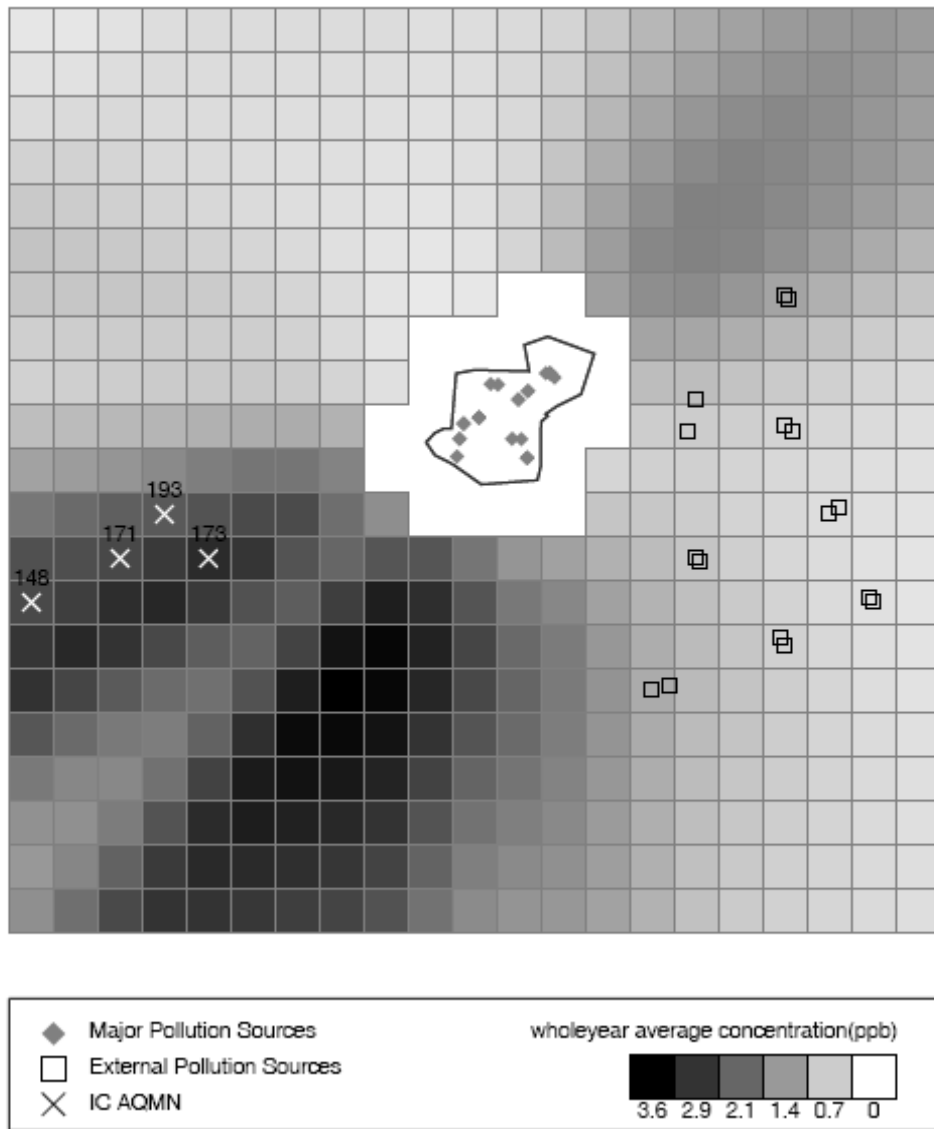 193
171
173
148
Major Pollution Sources
wholeyear average concentration(ppb)
External Pollution Sources
IC AQMN
3.6 2.9 2.1 1.4 0.7 0